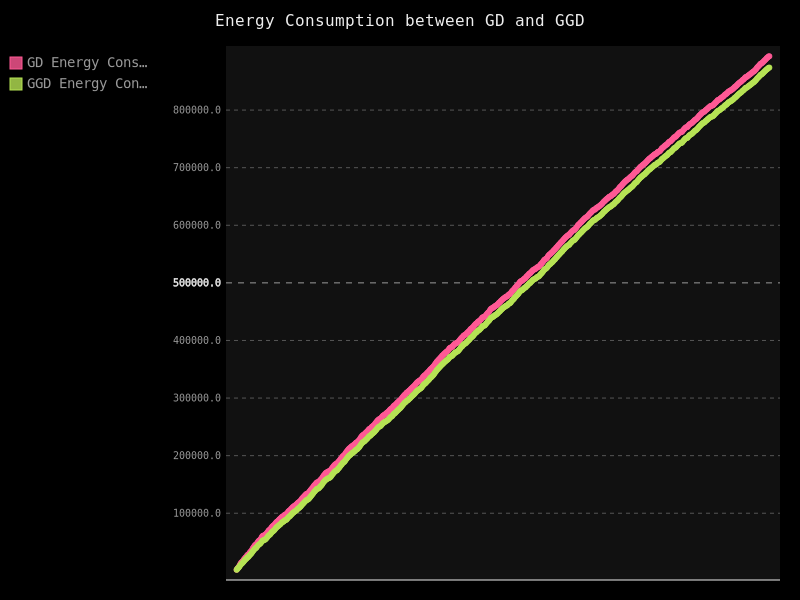 Energy Consumption between GD and GGD
GD Energy Cons…
GGD Energy Con…
800000.0
700000.0
600000.0
500000.0
400000.0
300000.0
200000.0
100000.0